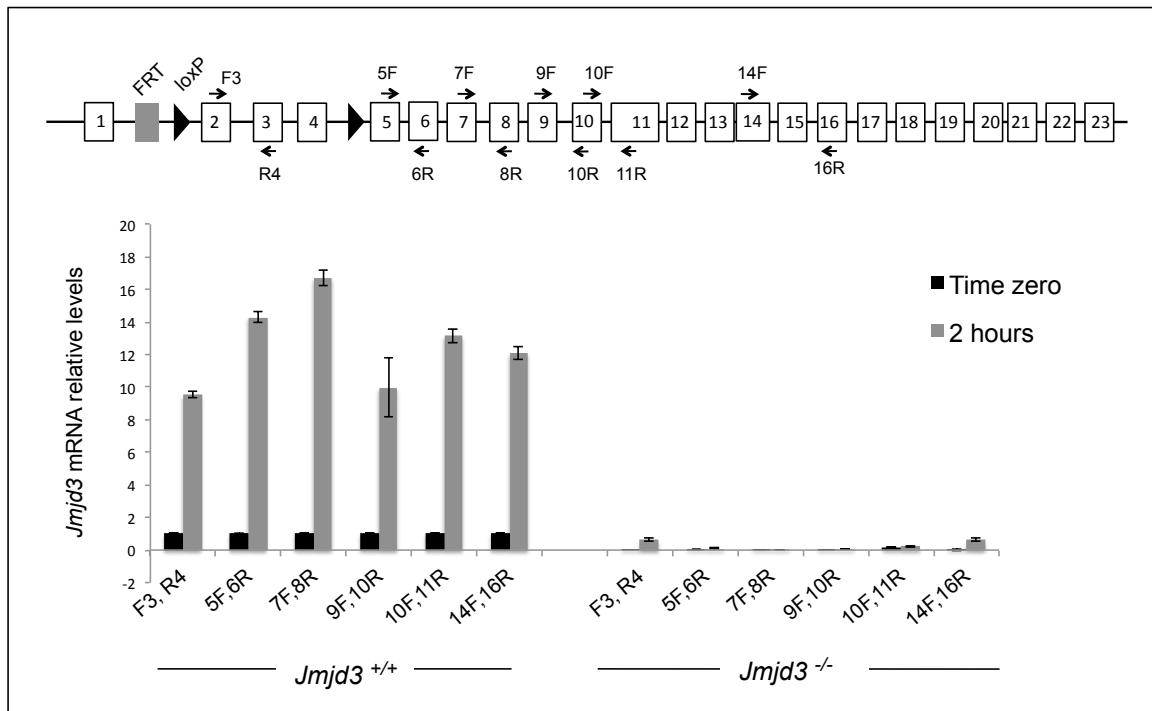 FRT
loxP
F3
5F
7F
9F
10F
14F
1 2 3 4 5 6 7 8 9 10 11 12 13 14 15 16 17 18 19 20 21 22 23
R4
6R
8R
10R
11R
16R
Jmjd3 mRNA relative levels
20
18
16
14
12
10
8
6
4
2
0
-2
Time zero
2 hours
F3, R4
5F,6R
7F,8R
9F,10R
10F,11R
14F,16R
F3, R4
5F,6R
7F,8R
9F,10R
10F,11R
14F,16R
Jmjd3 +/+
Jmjd3 -/-